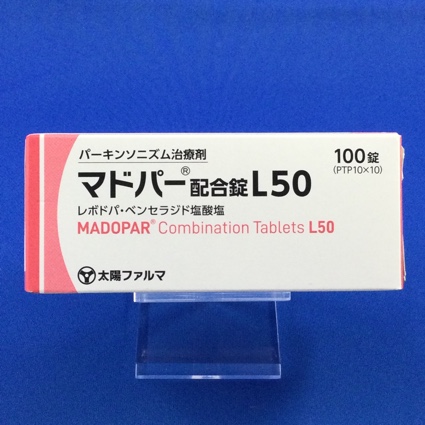 パーキンソニズム治療剤
100錠
(PTP10×10)
マドパー®配合錠L50
レボドパ・ベンセラジド塩酸塩
MADOPAR® Combination Tablets L50
太陽ファルマ